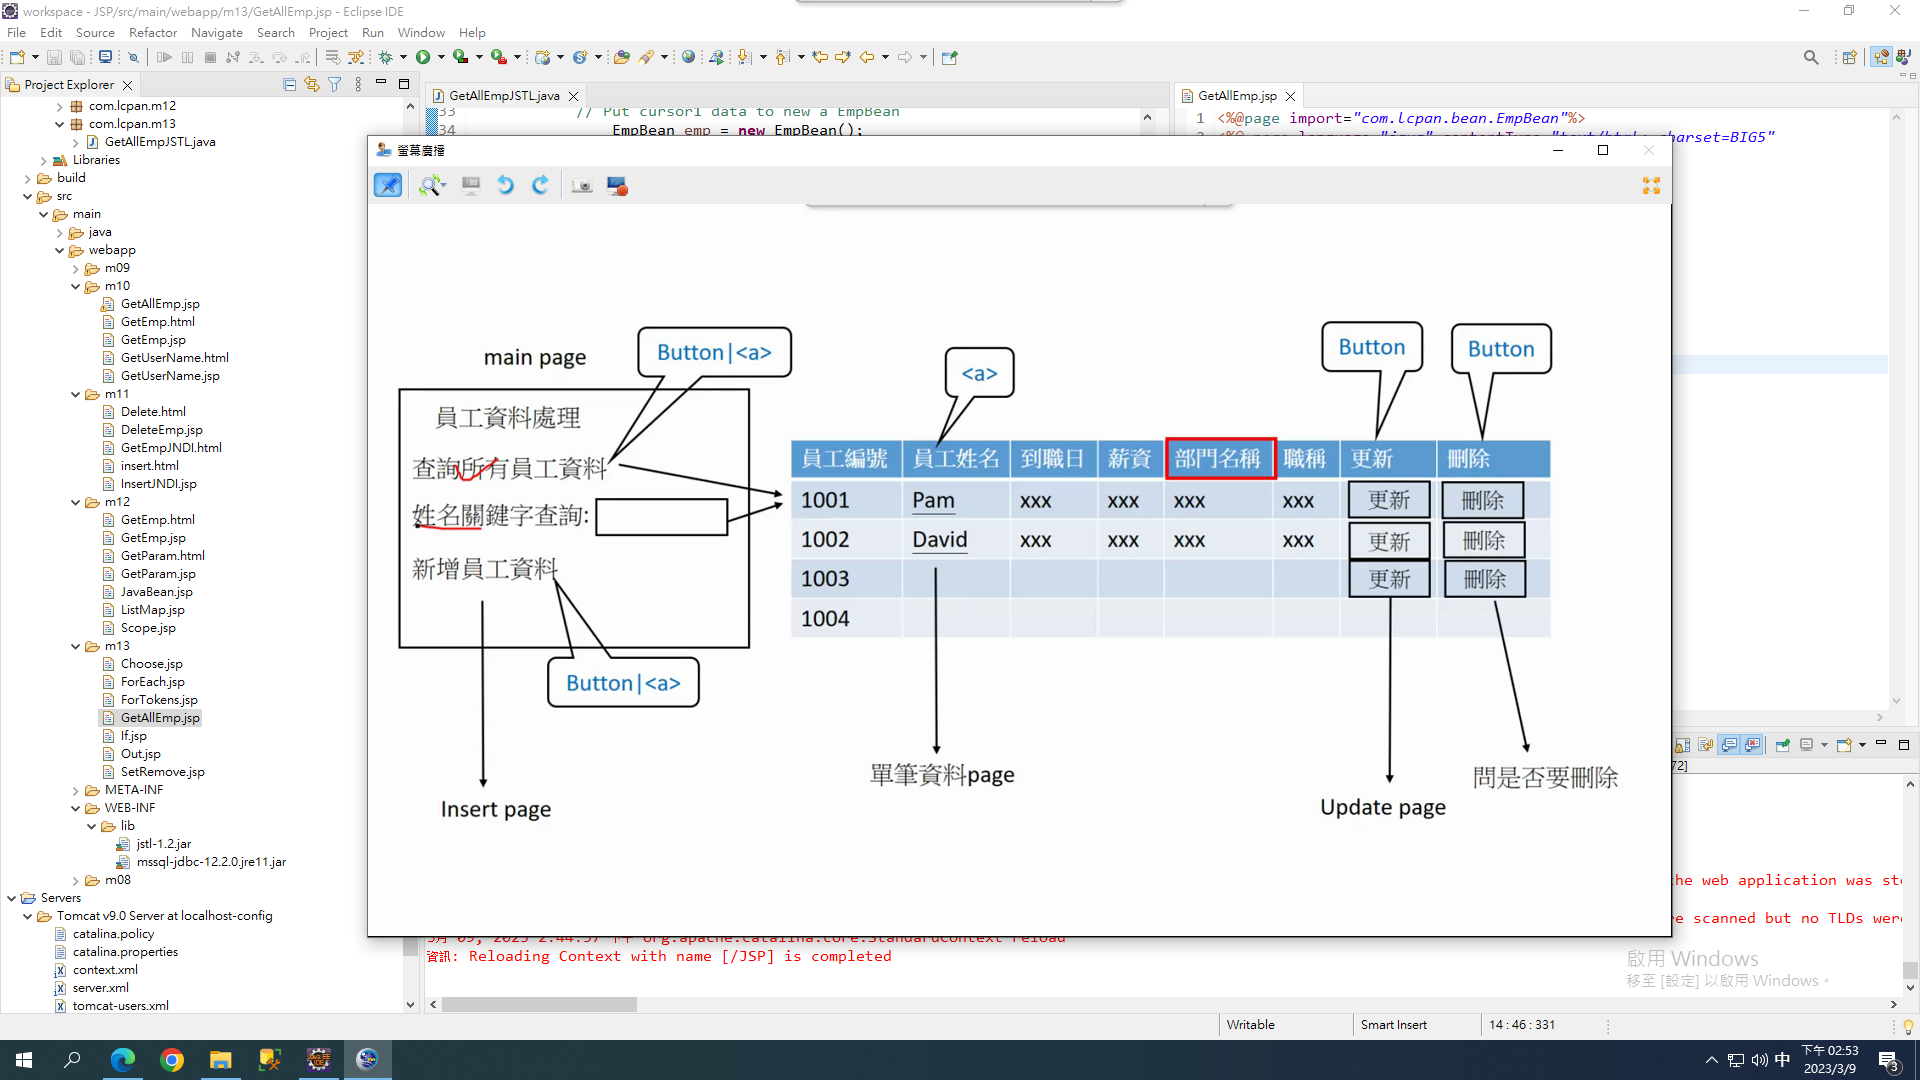 workspace - JSP/src/main/webapp/m13/GetAllEmp.jsp - Eclipse IDE
File Edit Source Refactor Navigate Search Project Run Window Help
Project Explorer
com.lcpan.m12
com.lcpan.m13
GetAllEmpJSTL.java
Libraries
build
src
main
java
webapp
m09
m10
GetAllEmp.jsp
GetEmp.html
GetEmp.jsp
GetUserName.html
GetUserName.jsp
m11
Delete.html
DeleteEmp.jsp
GetEmpJNDI.html
insert.html
InsertJNDI.jsp
m12
GetEmp.html
GetEmp.jsp
GetParam.html
GetParam.jsp
JavaBean.jsp
ListMap.jsp
Scope.jsp
m13
Choose.jsp
ForEach.jsp
ForTokens.jsp
GetAllEmp.jsp
If.jsp
Out.jsp
SetRemove.jsp
META-INF
WEB-INF
lib
jstl-1.2.jar
mssql-jdbc-12.2.0.jre11.jar
m08
Servers
Tomcat v9.0 Server at localhost-config
catalina.policy
catalina.properties
context.xml
server.xml
tomcat-users.xml
GetAllEmpJSTL.java
33 // Put cursor1 data to new a EmpBean
34 EmpBean emp = new EmpBean();
GetAllEmp.jsp
1 <%@page import="com.lcpan.bean.EmpBean"%>
harset=BIG5"
螢幕廣播
main page
Button|<a>
員工資料處理
查詢所有員工資料
姓名關鍵字查詢:
新增員工資料
Button|<a>
Insert page
<a>
Button
Button
員工編號 員工姓名 到職日 薪資 部門名稱 職稱 更新 刪除
1001 Pam xxx xxx xxx xxx 更新 刪除
1002 David xxx xxx xxx xxx 更新 刪除
1003 更新 刪除
1004
單筆資料page
Update page
問是否要刪除
72]
he web application was st
e scanned but no TLDs wer
3月 09, 2023 2:44:57 下午 org.apache.catalina.core.StandardContext reload
資訊: Reloading Context with name [/JSP] is completed
啟用 Windows
移至 [設定] 以啟用 Windows。
Writable
Smart Insert
14 : 46 : 331
中
下午 02:53
2023/3/9
3